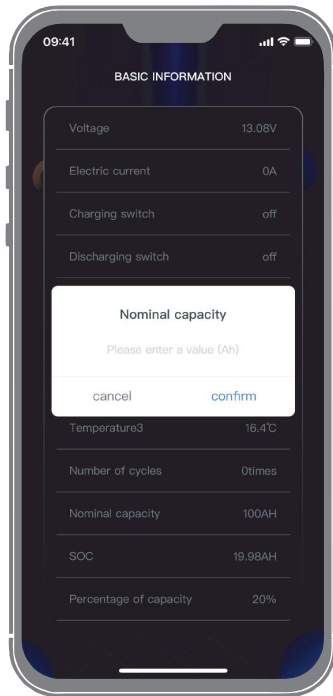 09:41
BASIC INFORMATION
Voltage 13.08V
Electric current 0A
Charging switch off
Discharging switch off
Nominal capacity
Please enter a value (Ah)
cancel confirm
Temperature3 16.4℃
Number of cycles 0times
Nominal capacity 100AH
SOC 19.98AH
Percentage of capacity 20%